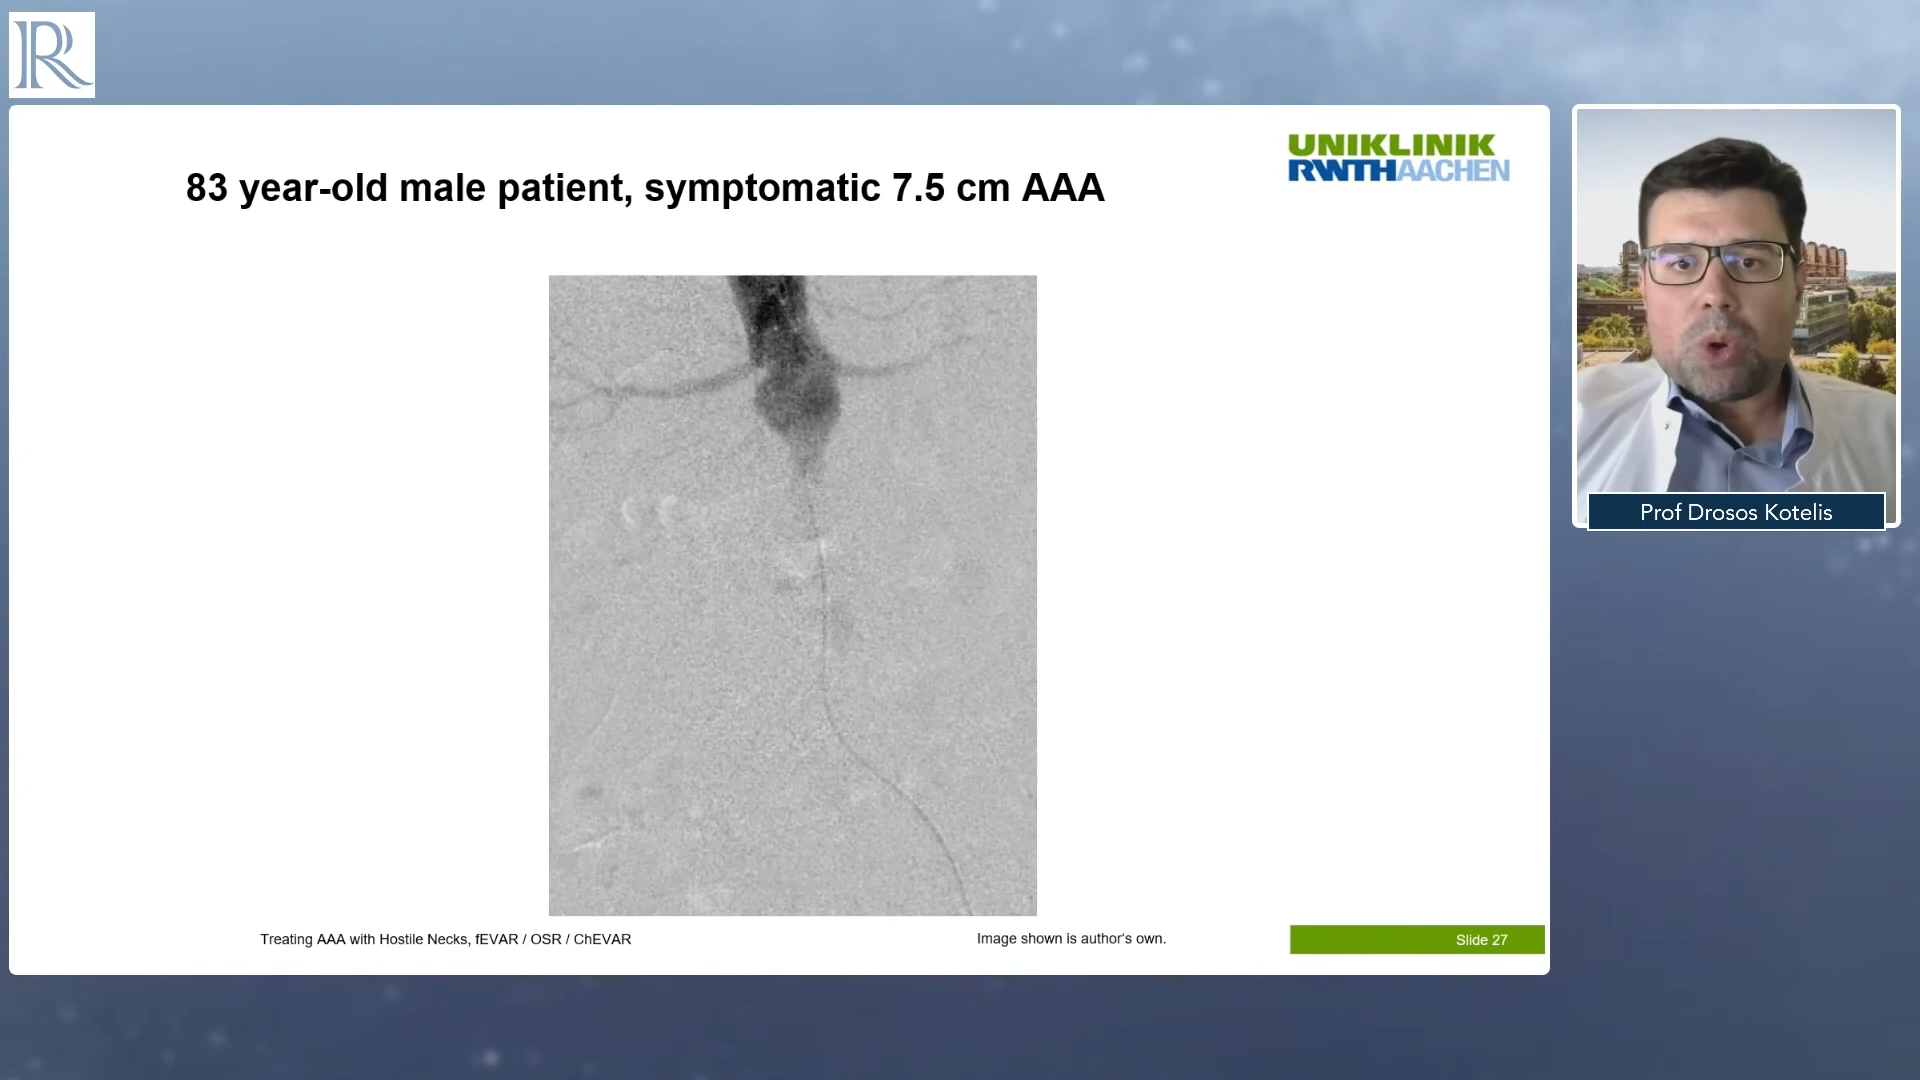 R
83 year-old male patient, symptomatic 7.5 cm AAA
UNIKLINIK
RWTHAACHEN
Prof Drosos Kotelis
Treating AAA with Hostile Necks, fEVAR / OSR / ChEVAR
Image shown is author's own.
Slide 27